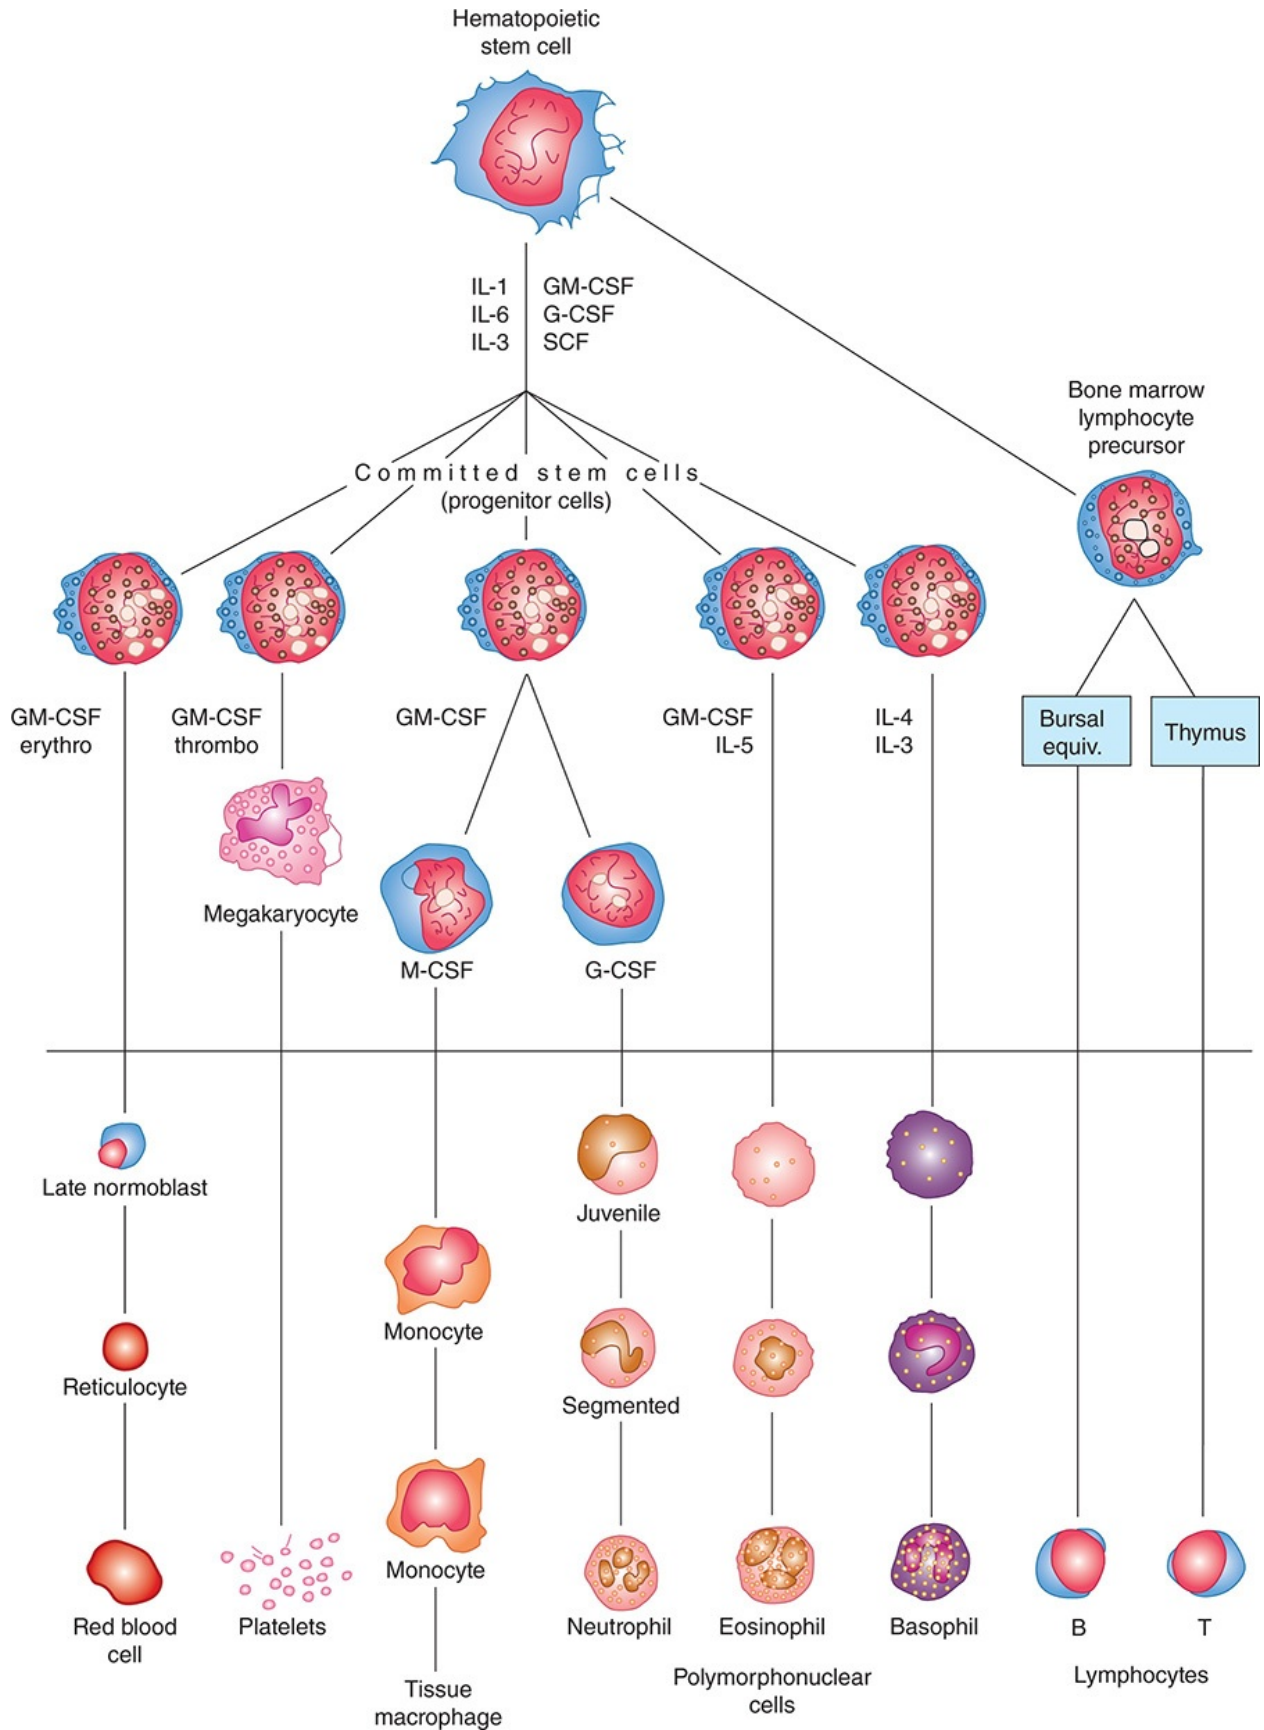 Hematopoietic
stem cell
IL-1 GM-CSF
IL-6 G-CSF
IL-3 SCF
Bone marrow
lymphocyte
precursor
Committed stem cells
(progenitor cells)
GM-CSF
erythro
GM-CSF
thrombo
GM-CSF
GM-CSF
IL-5
IL-4
IL-3
Bursal
equiv.
Thymus
Megakaryocyte
M-CSF
G-CSF
Late normoblast
Juvenile
Monocyte
Reticulocyte
Segmented
Monocyte
Red blood
cell
Platelets
Neutrophil
Eosinophil
Basophil
B
T
Polymorphonuclear
cells
Lymphocytes
Tissue
macrophage